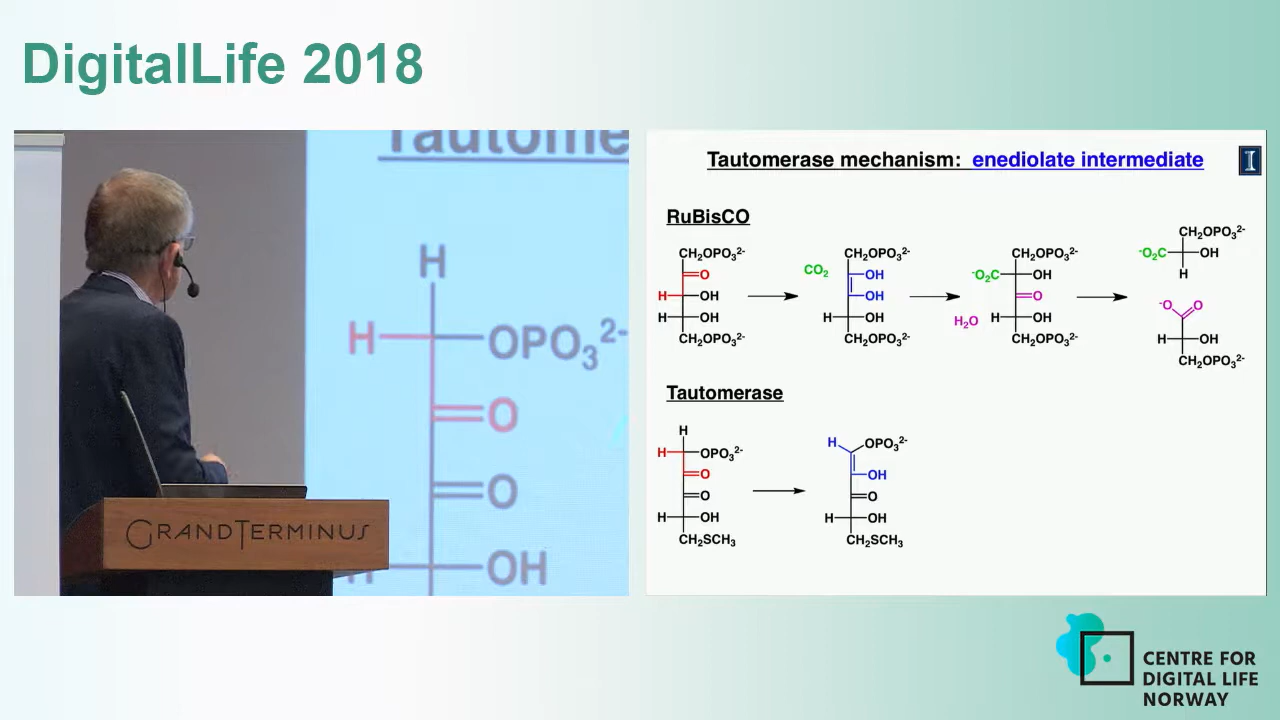 DigitalLife 2018
Tautome
H
H
OPO₃²⁻
O
O
OH
GRANDTERMINUS
Tautomerase mechanism: enediolate intermediate
I
RuBisCO
CH₂OPO₃²⁻
O
H OH
H OH
CH₂OPO₃²⁻
CO₂
CH₂OPO₃²⁻
OH
OH
H OH
CH₂OPO₃²⁻
H₂O
CH₂OPO₃²⁻
⁻O₂C OH
O
H OH
CH₂OPO₃²⁻
CH₂OPO₃²⁻
⁻O₂C OH
H
⁻O O
H OH
CH₂OPO₃²⁻
Tautomerase
H
H OPO₃²⁻
O
O
H OH
CH₂SCH₃
H OPO₃²⁻
OH
O
H OH
CH₂SCH₃
CENTRE FOR
DIGITAL LIFE
NORWAY